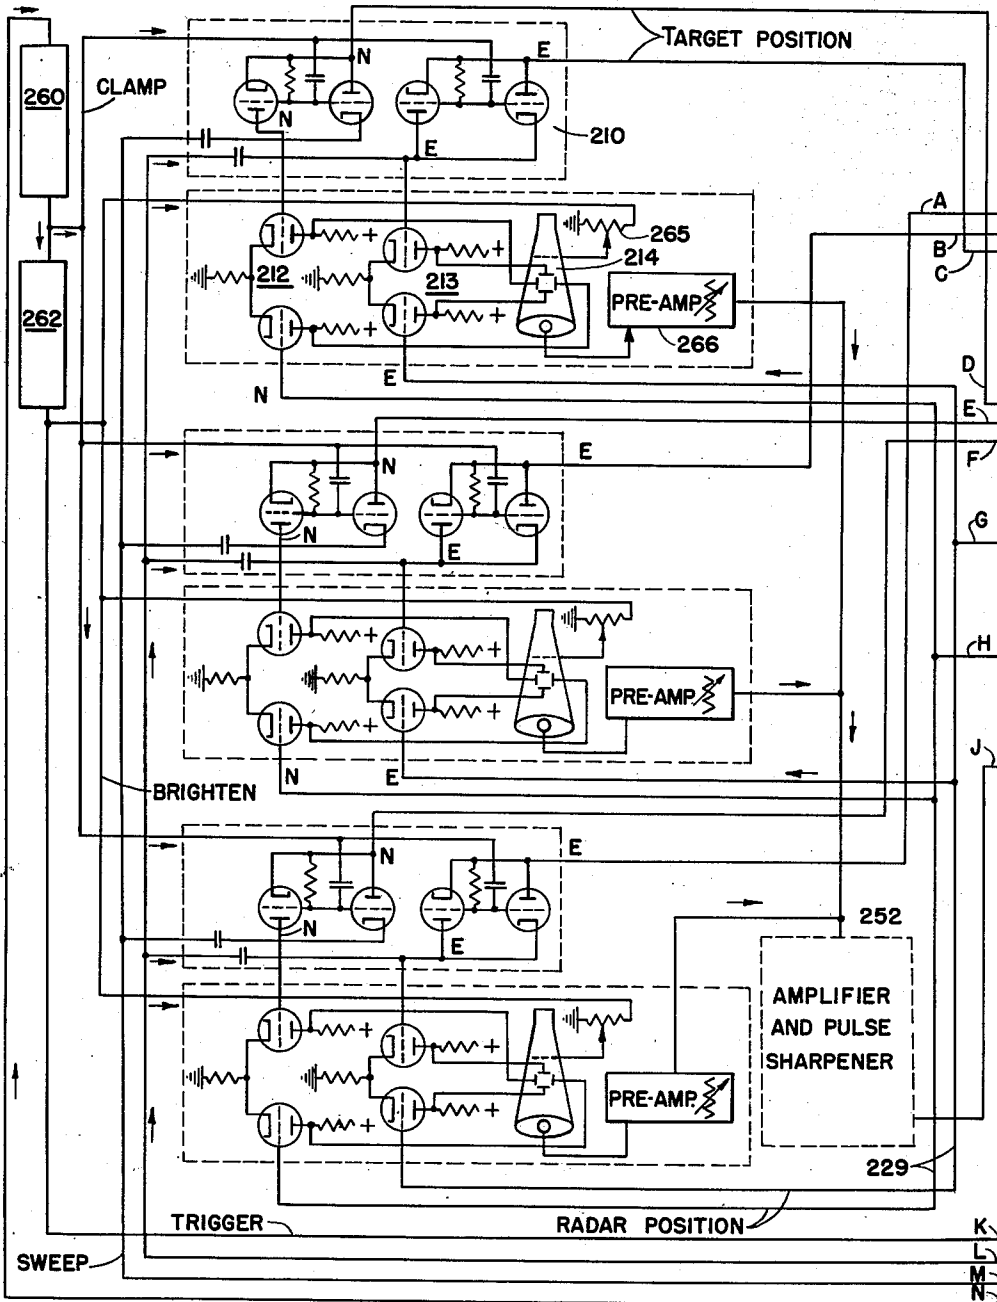 260
CLAMP
N
E
TARGET POSITION
N
E
210
A
B
C
265
214
212
213
PRE-AMP.
266
262
E
N
D
E
F
N
E
N
E
G
H
PRE-AMP.
J
N
E
BRIGHTEN
N
E
N
E
252
AMPLIFIER
AND PULSE
SHARPENER
PRE-AMP.
229
TRIGGER
RADAR POSITION
K
SWEEP
L
M
N